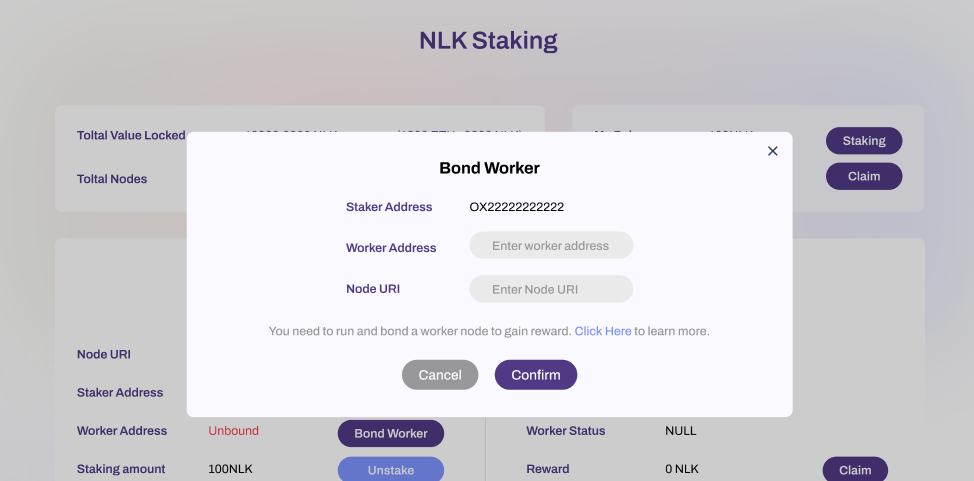 NLK Staking
Toltal Value Locked
Staking
Toltal Nodes
Claim
Bond Worker
Staker Address OX22222222222
Worker Address Enter worker address
Node URI Enter Node URI
You need to run and bond a worker node to gain reward. Click Here to learn more.
Cancel Confirm
Node URI
Staker Address
Worker Address Unbound Bond Worker
Worker Status NULL
Staking amount 100NLK Unstake
Reward 0 NLK Claim